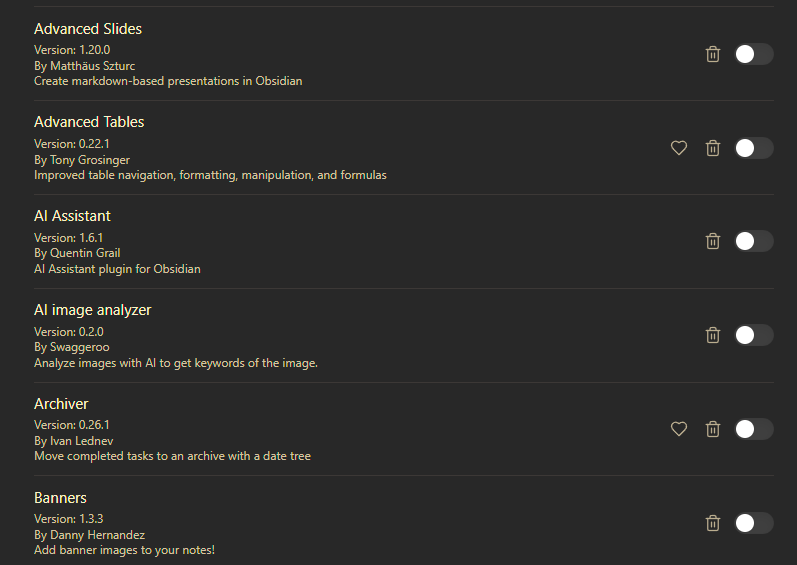 Advanced Slides
Version: 1.20.0
By Matthäus Szturc
Create markdown-based presentations in Obsidian
Advanced Tables
Version: 0.22.1
By Tony Grosinger
Improved table navigation, formatting, manipulation, and formulas
AI Assistant
Version: 1.6.1
By Quentin Grail
AI Assistant plugin for Obsidian
AI image analyzer
Version: 0.2.0
By Swaggeroo
Analyze images with AI to get keywords of the image.
Archiver
Version: 0.26.1
By Ivan Lednev
Move completed tasks to an archive with a date tree
Banners
Version: 1.3.3
By Danny Hernandez
Add banner images to your notes!